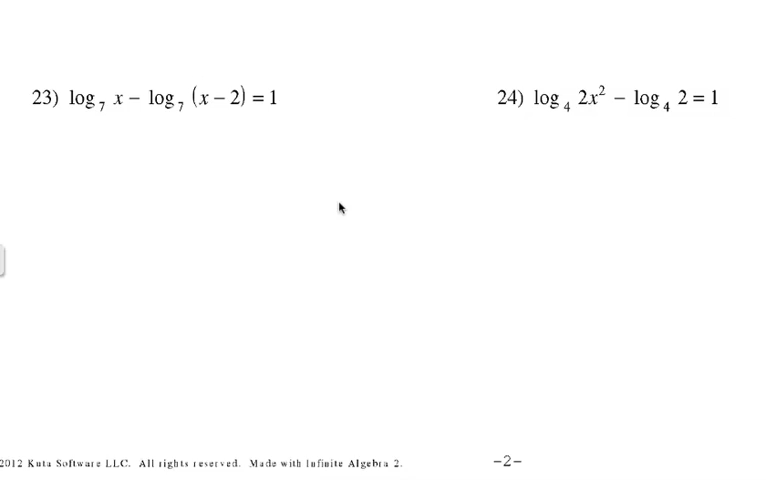 23) log₇ x − log₇ (x − 2) = 1
24) log₄ 2x² − log₄ 2 = 1
2012 Kuta Software LLC. All rights reserved. Made with Infinite Algebra 2.
-2-